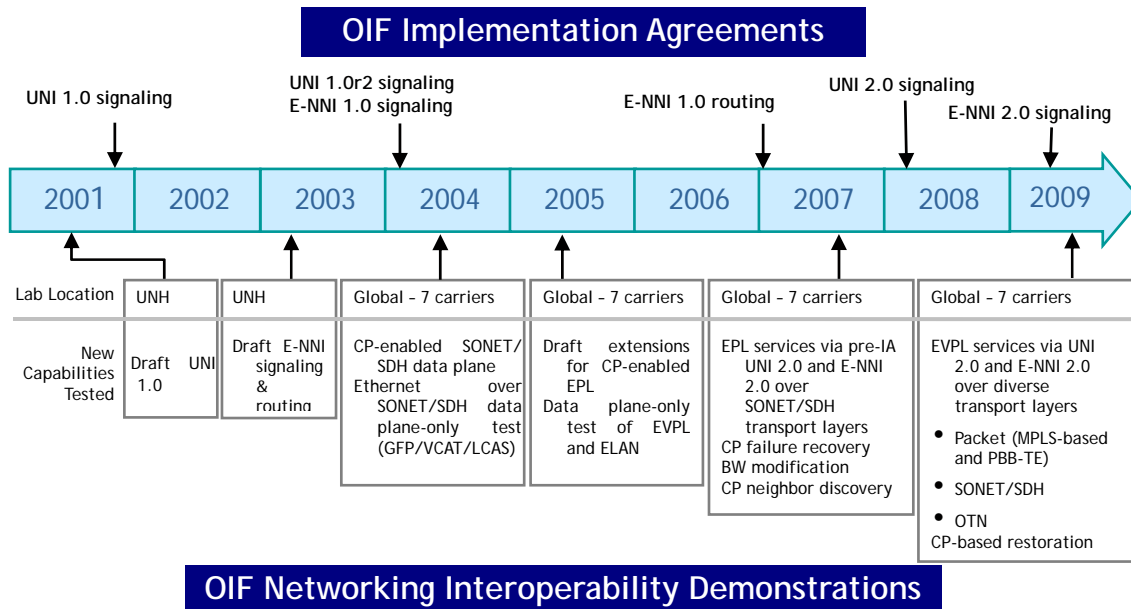 OIF Implementation Agreements
UNI 1.0 signaling
UNI 1.0r2 signaling
E-NNI 1.0 signaling
E-NNI 1.0 routing
UNI 2.0 signaling
E-NNI 2.0 signaling
2001
2002
2003
2004
2005
2006
2007
2008
2009
Lab Location
UNH
UNH
Global - 7 carriers
Global - 7 carriers
Global - 7 carriers
Global - 7 carriers
New
Capabilities
Tested
Draft UNI
1.0
Draft E-NNI
signaling
&
routing
CP-enabled SONET/
SDH data plane
Ethernet over
SONET/SDH data
plane-only test
(GFP/VCAT/LCAS)
Draft extensions
for CP-enabled
EPL
Data plane-only
test of EVPL
and ELAN
EPL services via pre-IA
UNI 2.0 and E-NNI
2.0 over
SONET/SDH
transport layers
CP failure recovery
BW modification
CP neighbor discovery
EVPL services via UNI
2.0 and E-NNI 2.0
over diverse
transport layers
• Packet (MPLS-based
and PBB-TE)
• SONET/SDH
• OTN
CP-based restoration
OIF Networking Interoperability Demonstrations